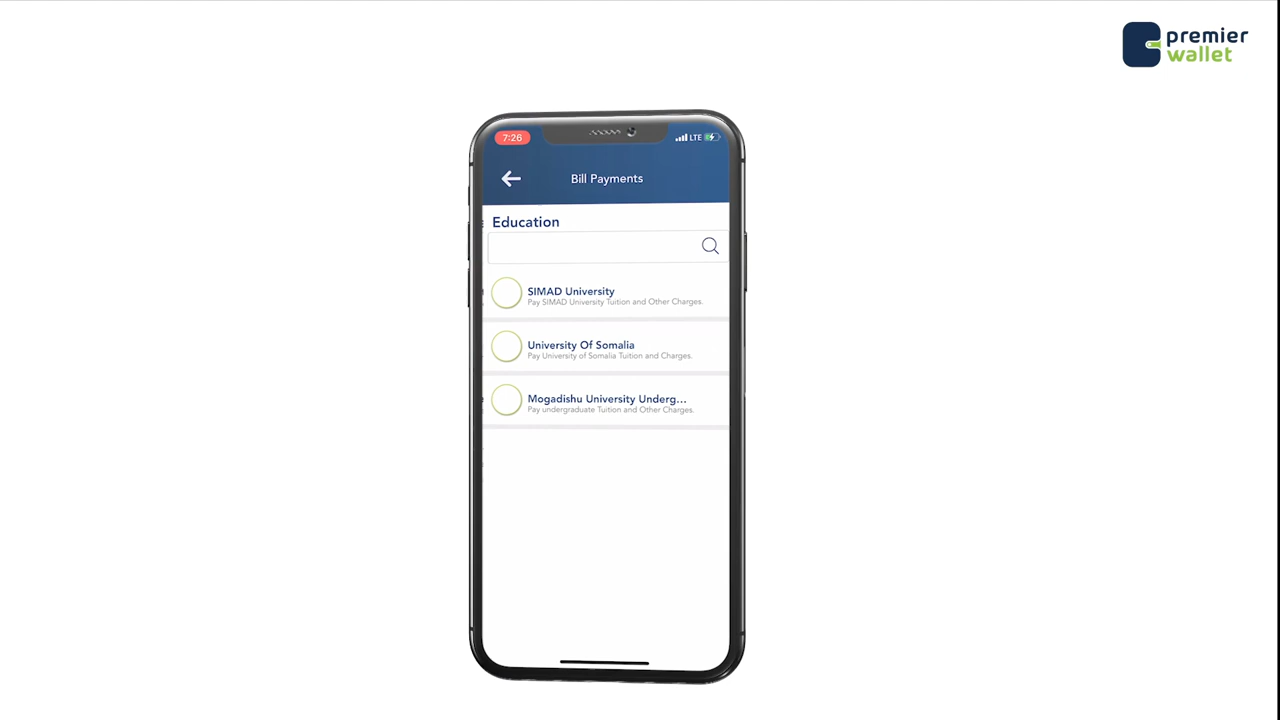 premier
wallet
7:26
LTE
Bill Payments
Education
SIMAD University
Pay SIMAD University Tuition and Other Charges.
University Of Somalia
Pay University of Somalia Tuition and Charges.
Mogadishu University Underg...
Pay undergraduate Tuition and Other Charges.